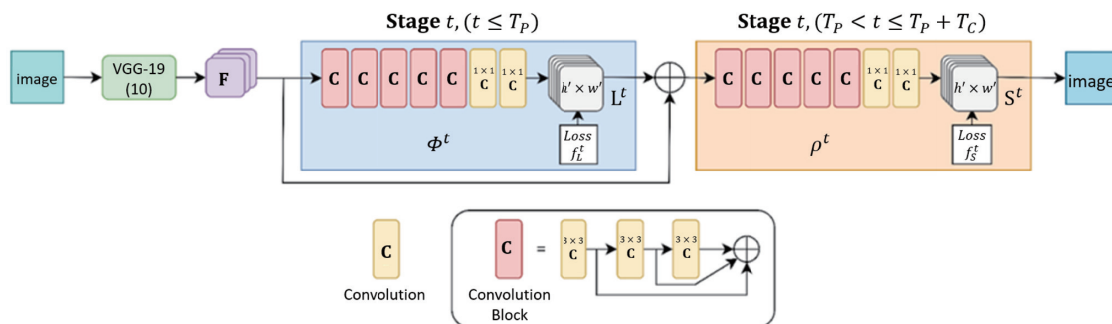 Stage t, (t ≤ T_P)
Stage t, (T_P < t ≤ T_P + T_C)
image
VGG-19
(10)
F
C C C C C 1 × 1 C 1 × 1 C
h' × w'
L^t
Loss
f_L^t
Φ^t
C C C C C 1 × 1 C 1 × 1 C
h' × w'
S^t
Loss
f_S^t
ρ^t
image
C
Convolution
C = 3 × 3 C 3 × 3 C 3 × 3 C
Convolution
Block